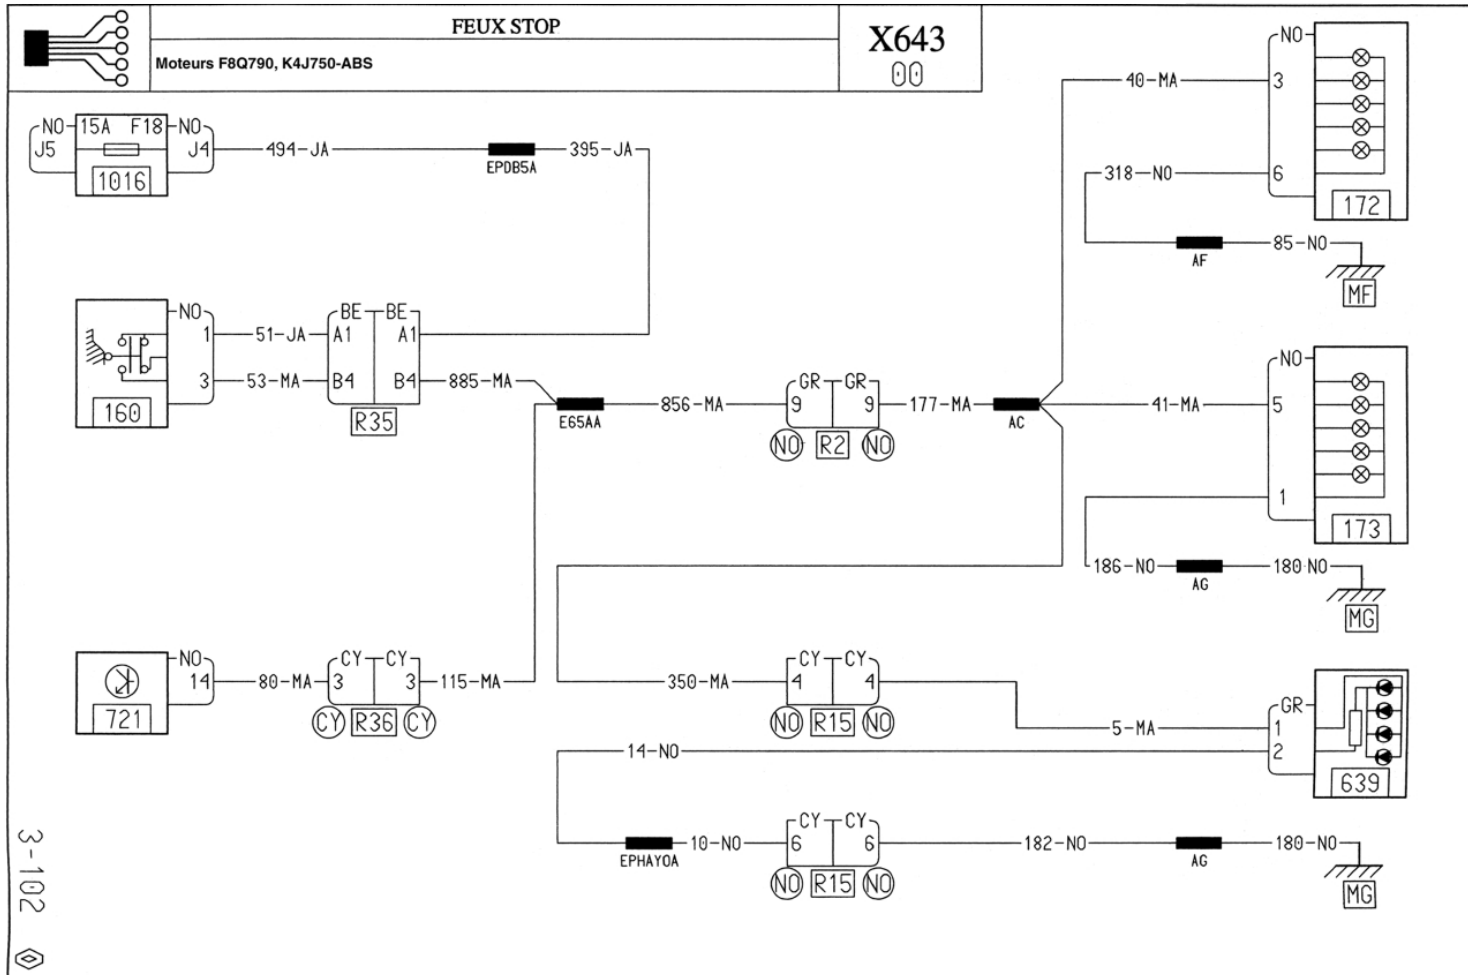 FEUX STOP
Moteurs F8Q790, K4J750-ABS
X643
00
NO 15A F18 NO
J5 J4 494-JA EPDB5A 395-JA
1016
NO BE BE
1 51-JA A1 A1
3 53-MA B4 B4 885-MA
160 R35
E65AA 856-MA GR GR 177-MA AC
9 9
NO R2 NO
NO
40-MA 3
318-NO 6
172
AF 85-NO
MF
NO
41-MA 5
1
173
186-NO AG 180 NO
MG
NO CY CY
14 80-MA 3 3 115-MA
721 CY R36 CY
CY CY
350-MA 4 4
NO R15 NO
GR
5-MA 1
14-NO 2
639
CY CY
EPHAYOA 10-NO 6 6 182-NO AG 180-NO
NO R15 NO
MG
3-102